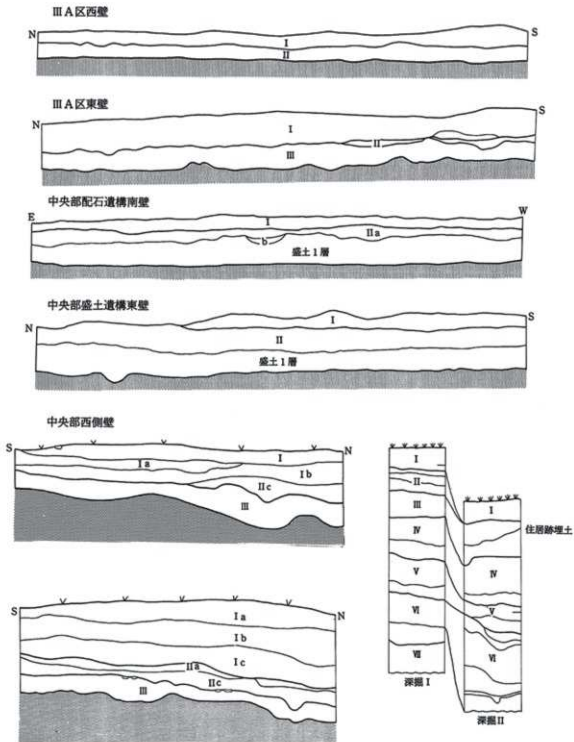 ⅢA区西壁
N
S
Ⅰ
Ⅱ
ⅢA区東壁
N
S
Ⅰ
Ⅱ
Ⅲ
中央部配石遺構南壁
E
W
Ⅰ
Ⅱa
b
盛土1層
中央部盛土遺構東壁
N
S
Ⅰ
Ⅱ
盛土1層
中央部西側壁
S
N
Ⅰ
Ⅰa
Ⅰb
Ⅱc
Ⅲ
S
N
Ⅰa
Ⅰb
Ⅰc
Ⅱa
Ⅱc
Ⅲ
Ⅰ
Ⅱ
Ⅲ
Ⅳ
Ⅴ
Ⅵ
Ⅶ
深掘Ⅰ
Ⅰ
住居跡埋土
Ⅳ
Ⅴ
Ⅵ
深掘Ⅱ